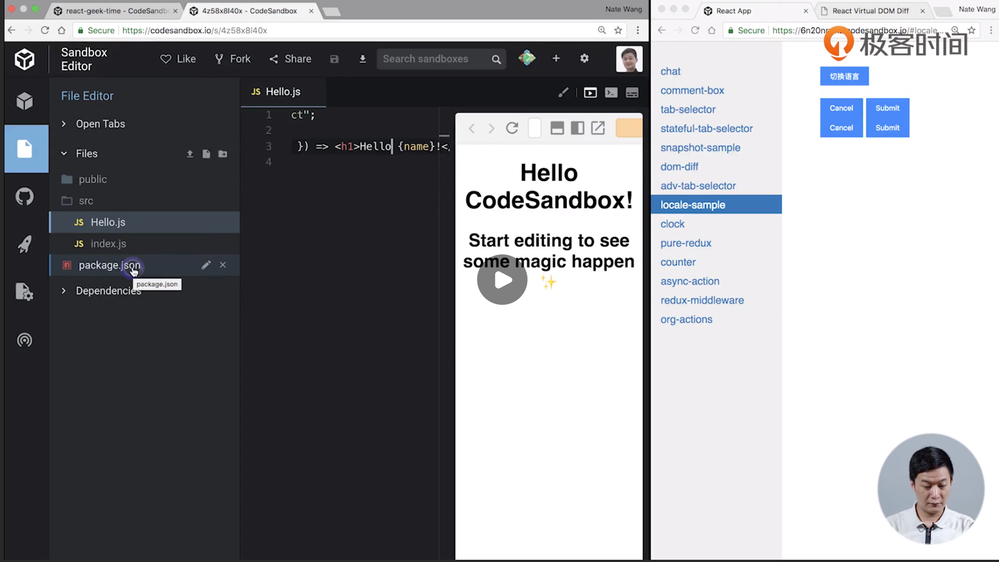 react-geek-time - CodeSandb
4z58x8l40x - CodeSandbox
Nate Wang
Secure https://codesandbox.io/s/4z58x8l40x
Sandbox
Editor
Like
Fork
Share
Search sandboxes
File Editor
Open Tabs
Files
public
src
JS Hello.js
JS index.js
package.json
package.json
Dependencies
JS Hello.js
1 ct";
2
3 }) => <h1>Hello {name}!<
4
Hello
CodeSandbox!
Start editing to see
some magic happen
React App
React Virtual DOM Diff
Nate Wang
Secure https://6n20n codesandbox.io/#locale...
极客时间
chat
comment-box
tab-selector
stateful-tab-selector
snapshot-sample
dom-diff
adv-tab-selector
locale-sample
clock
pure-redux
counter
async-action
redux-middleware
org-actions
切换语言
Cancel Submit
Cancel Submit